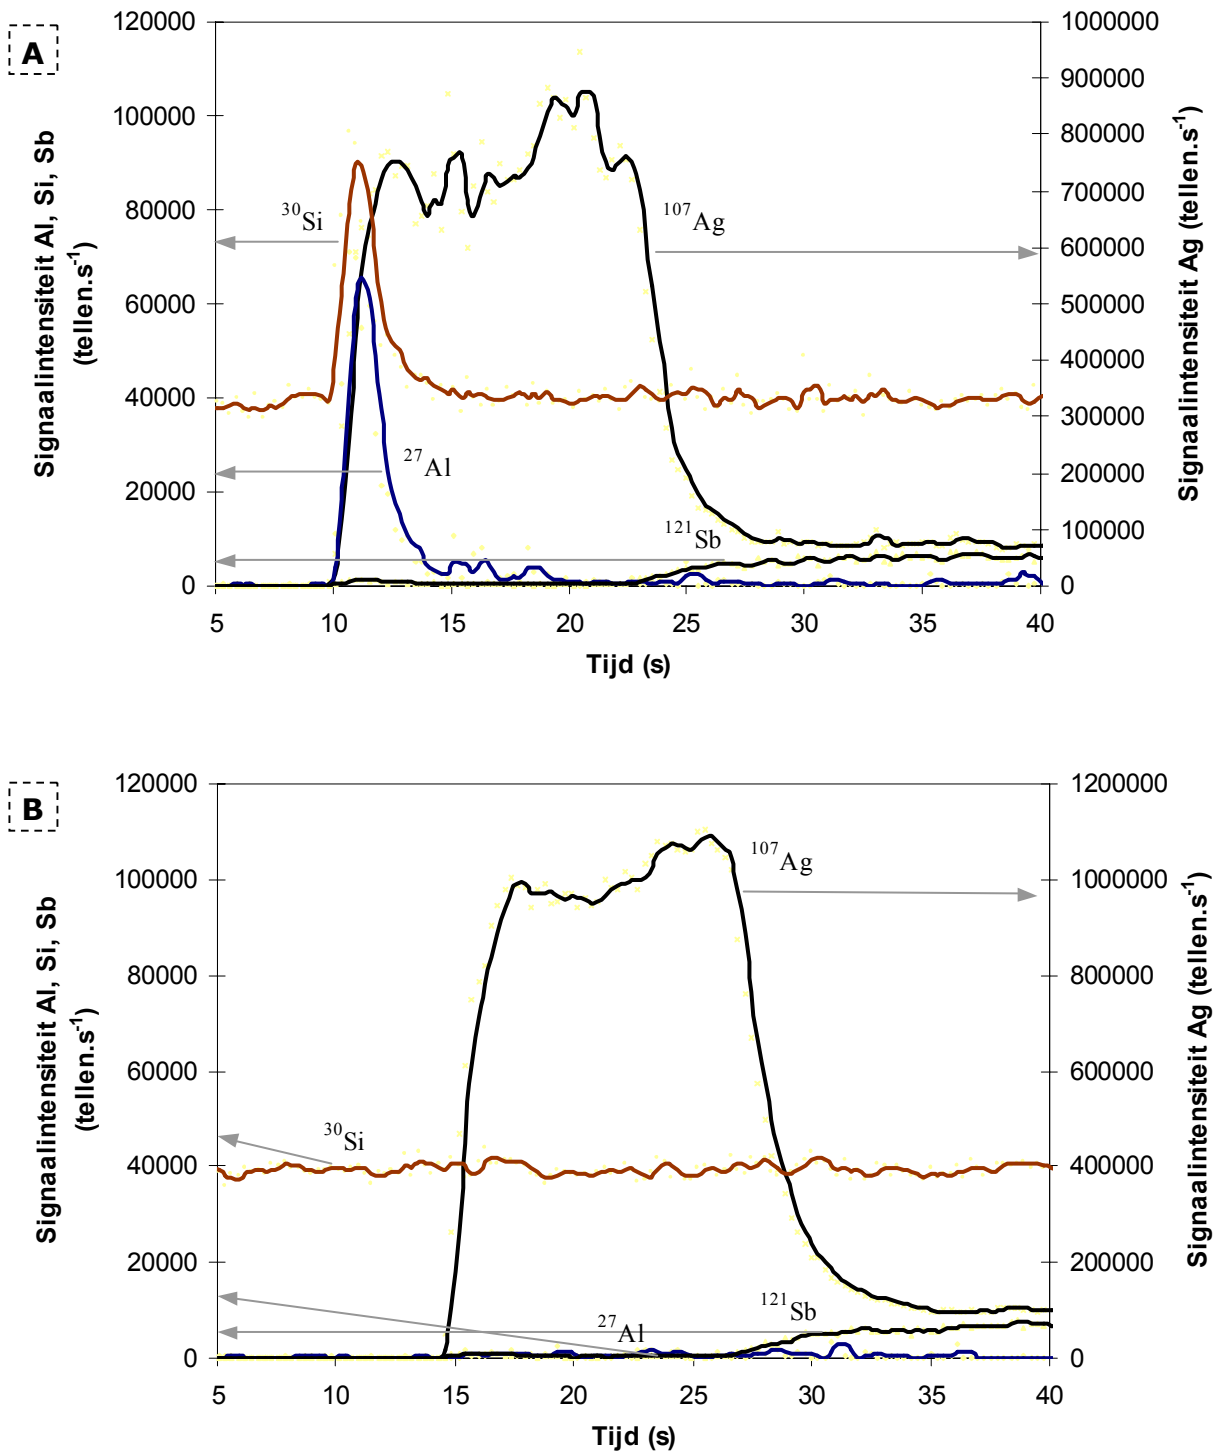 A
Signaalintensiteit Al, Si, Sb
(tellen.s-1)
120000
100000
80000
60000
40000
20000
0
1000000
900000
800000
700000
600000
500000
400000
300000
200000
100000
0
Signaalintensiteit Ag (tellen.s-1)
30Si
107Ag
27Al
121Sb
5 10 15 20 25 30 35 40
Tijd (s)
B
Signaalintensiteit Al, Si, Sb
(tellen.s-1)
120000
100000
80000
60000
40000
20000
0
1200000
1000000
800000
600000
400000
200000
0
Signaalintensiteit Ag (tellen.s-1)
107Ag
30Si
121Sb
27Al
5 10 15 20 25 30 35 40
Tijd (s)